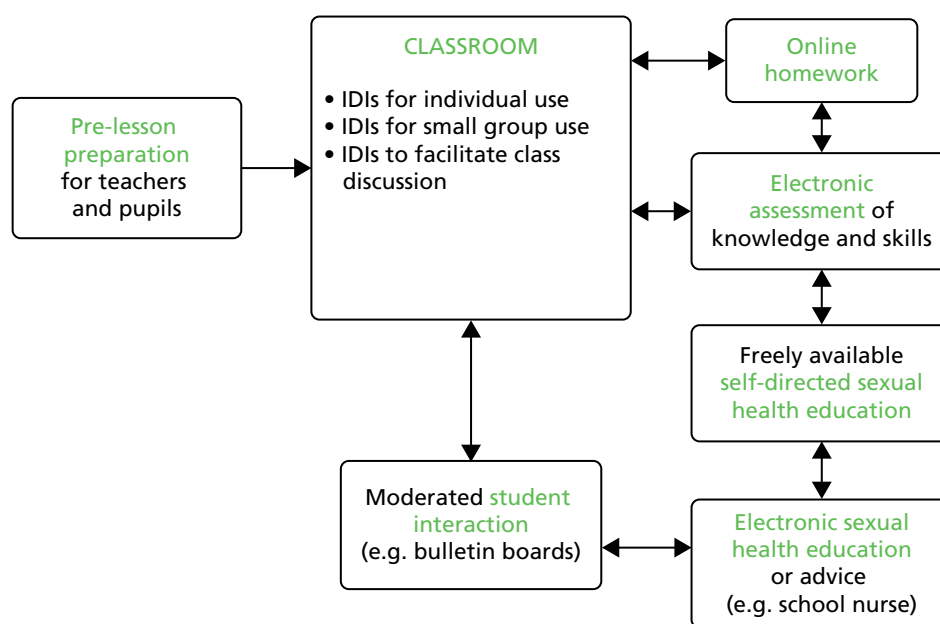 Pre-lesson
preparation
for teachers
and pupils
CLASSROOM
• IDIs for individual use
• IDIs for small group use
• IDIs to facilitate class
discussion
Online
homework
Electronic
assessment of
knowledge and skills
Freely available
self-directed sexual
health education
Moderated student
interaction
(e.g. bulletin boards)
Electronic sexual
health education
or advice
(e.g. school nurse)